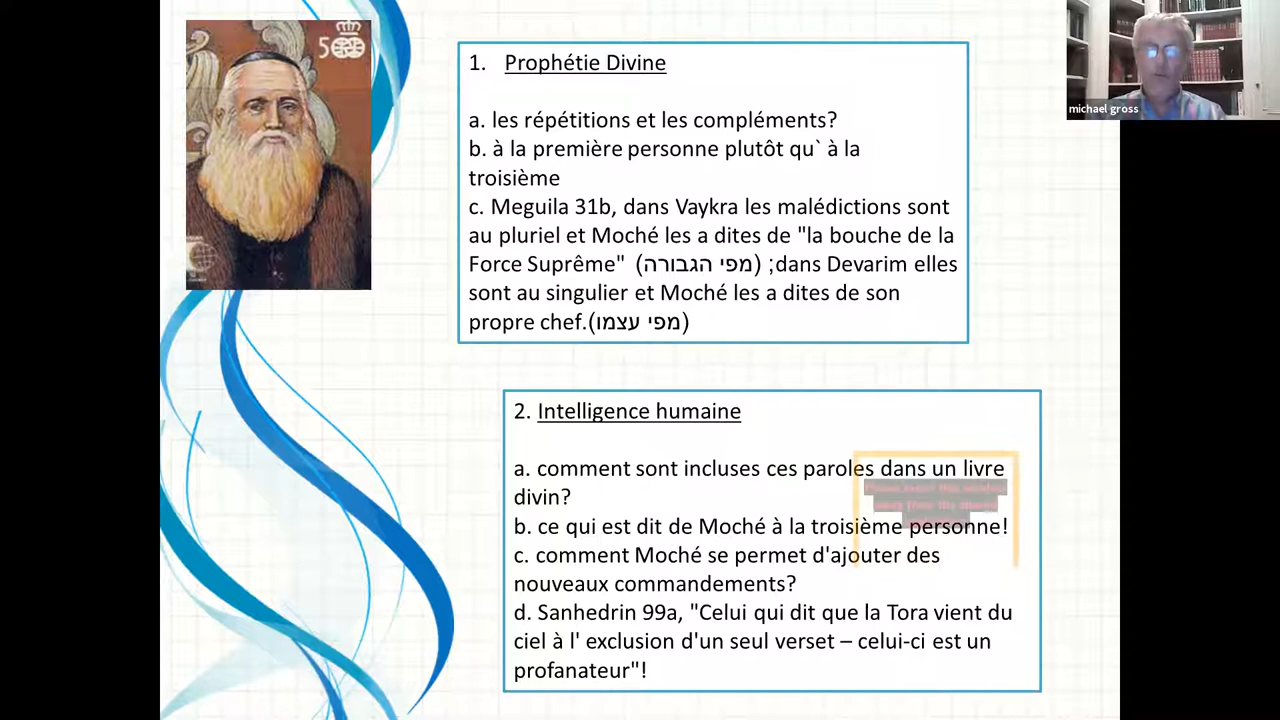 500
michael gross
1. Prophétie Divine
a. les répétitions et les compléments?
b. à la première personne plutôt qu` à la
troisième
c. Meguila 31b, dans Vaykra les malédictions sont
au pluriel et Moché les a dites de "la bouche de la
Force Suprême" (מפי הגבורה) ;dans Devarim elles
sont au singulier et Moché les a dites de son
propre chef.(מפי עצמו)
2. Intelligence humaine
a. comment sont incluses ces paroles dans un livre
divin?
b. ce qui est dit de Moché à la troisième personne!
c. comment Moché se permet d'ajouter des
nouveaux commandements?
d. Sanhedrin 99a, "Celui qui dit que la Tora vient du
ciel à l' exclusion d'un seul verset – celui-ci est un
profanateur"!